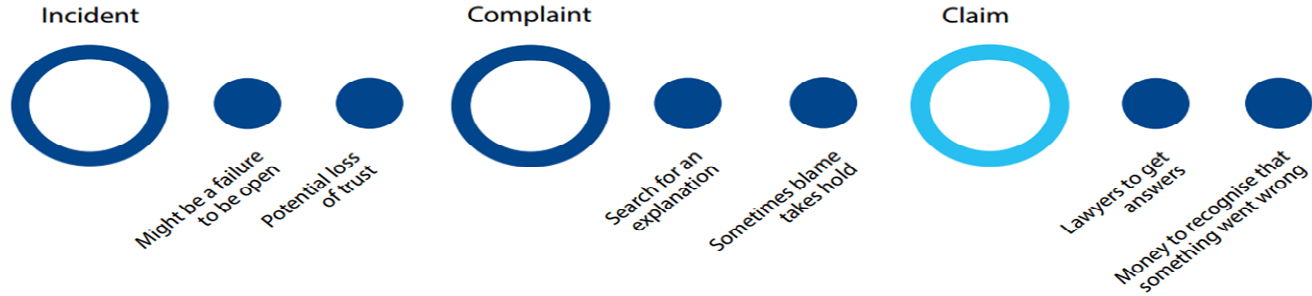 Incident
Might be a failure
to be open
Potential loss
of trust
Complaint
Search for an
explanation
Sometimes blame
takes hold
Claim
Lawyers to get
answers
Money to recognise that
something went wrong